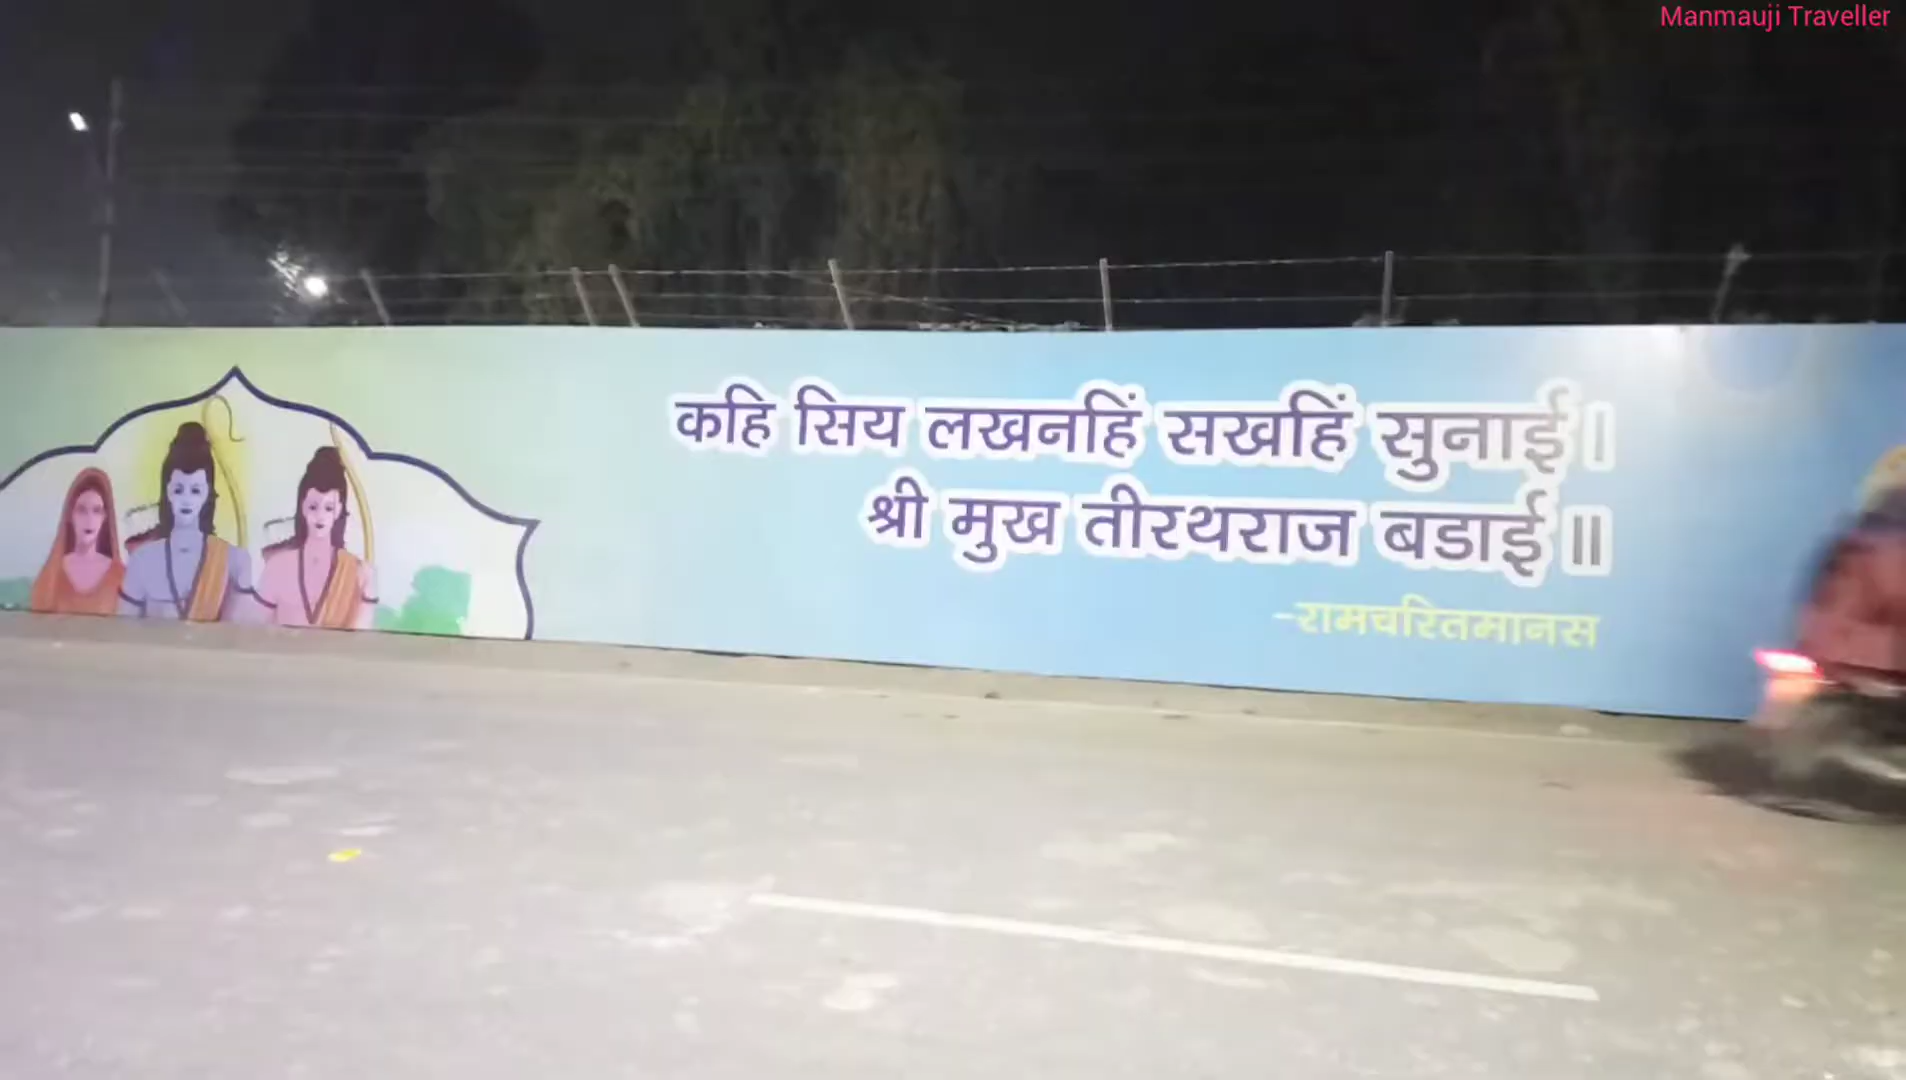 Manmauji Traveller
कहि सिय लखनहिं सखहिं सुनाई।
श्री मुख तीरथराज बडाई॥
-रामचरितमानस